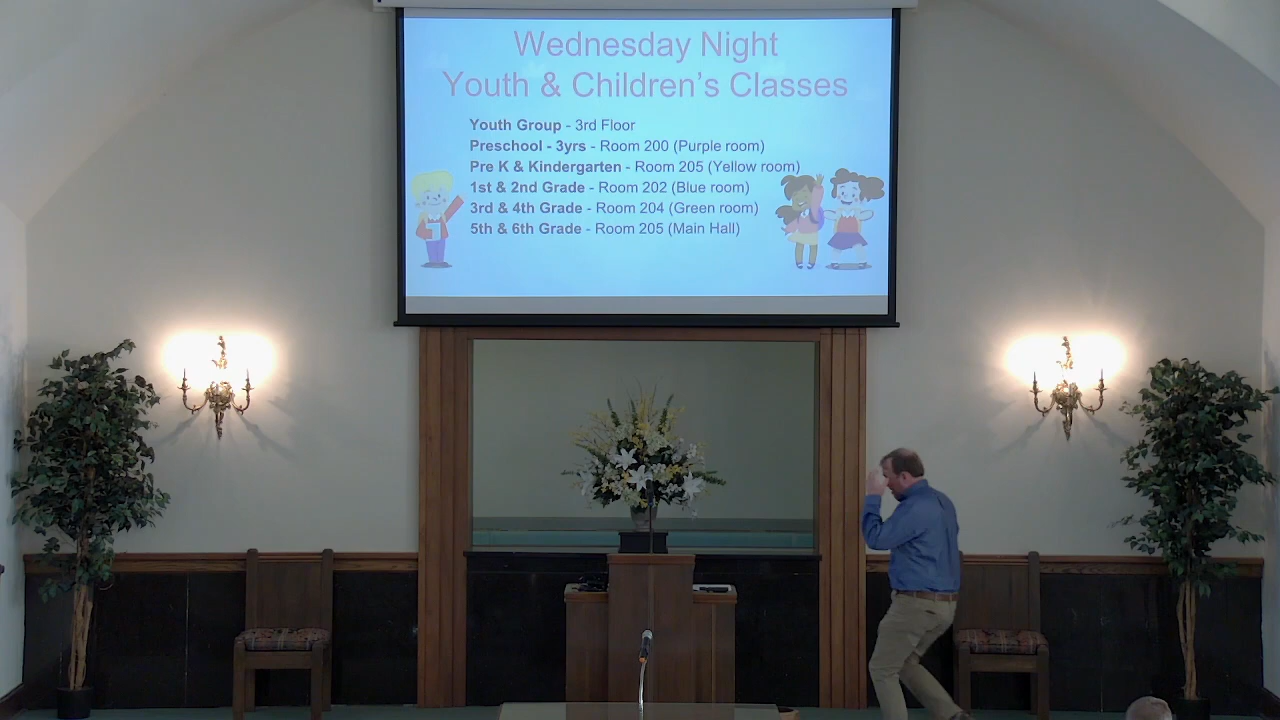 Wednesday Night
Youth & Children's Classes
Youth Group - 3rd Floor
Preschool - 3yrs - Room 200 (Purple room)
Pre K & Kindergarten - Room 205 (Yellow room)
1st & 2nd Grade - Room 202 (Blue room)
3rd & 4th Grade - Room 204 (Green room)
5th & 6th Grade - Room 205 (Main Hall)